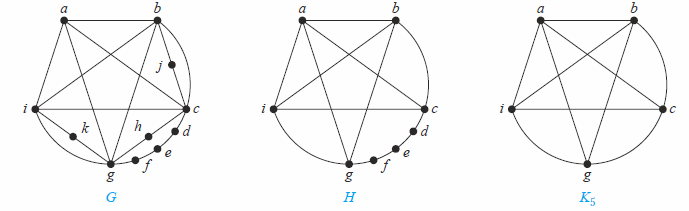 a b a b a b
j
i c i c i c
k h d d
e e
f f
g g g
G H K₅